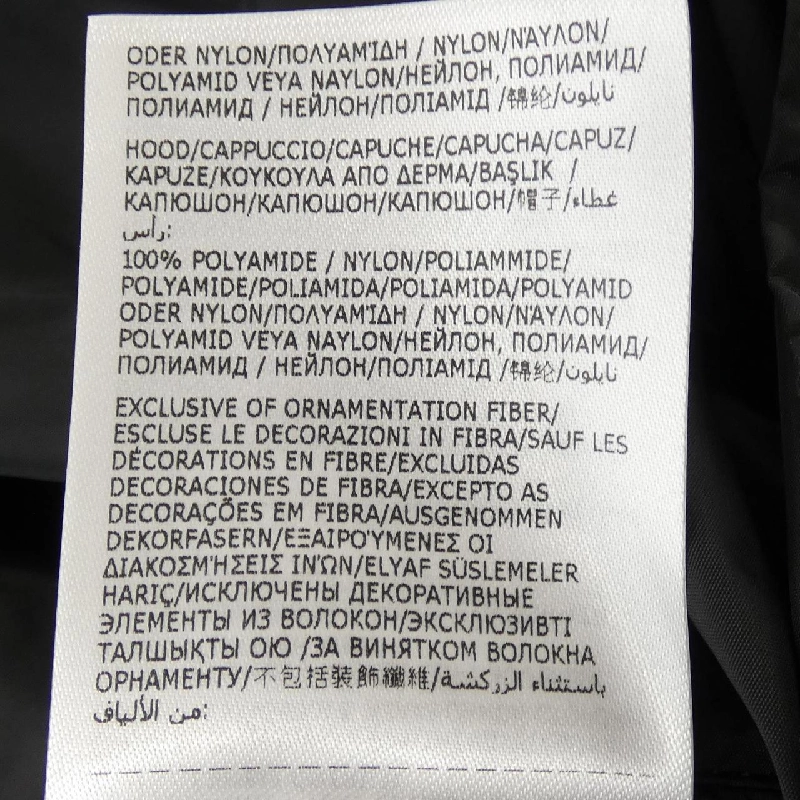 ODER NYLON/ΠΟΛΥΑΜΊΔΗ / NYLON/ΝΆΥΛΟΝ/
POLYAMID VEYA NAYLON/НЕЙЛОН, ПОЛИАМИД/
ПОЛИАМИД / НЕЙЛОН/ПОЛІАМІД /锦纶/نايلون
HOOD/CAPPUCCIO/CAPUCHE/CAPUCHA/CAPUZ/
KAPUZE/ΚΟΥΚΟΥΛΑ ΑΠΟ ΔΕΡΜΑ/BAŞLIK /
КАПЮШОН/КАПЮШОН/КАПЮШОН/帽子/غطاء
رأس:
100% POLYAMIDE / NYLON/POLIAMMIDE/
POLYAMIDE/POLIAMIDA/POLIAMIDA/POLYAMID
ODER NYLON/ΠΟΛΥΑΜΊΔΗ / NYLON/ΝΆΥΛΟΝ/
POLYAMID VEYA NAYLON/НЕЙЛОН, ПОЛИАМИД/
ПОЛИАМИД / НЕЙЛОН/ПОЛІАМІД /锦纶/نايلون
EXCLUSIVE OF ORNAMENTATION FIBER/
ESCLUSE LE DECORAZIONI IN FIBRA/SAUF LES
DÉCORATIONS EN FIBRE/EXCLUIDAS
DECORACIONES DE FIBRA/EXCEPTO AS
DECORAÇÕES EM FIBRA/AUSGENOMMEN
DEKORFASERN/ΕΞΑΙΡΟΎΜΕΝΕΣ ΟΙ
ΔΙΑΚΟΣΜΉΣΕΙΣ ΙΝΏΝ/ELYAF SÜSLEMELER
HARIÇ/ИСКЛЮЧЕНЫ ДЕКОРАТИВНЫЕ
ЭЛЕМЕНТЫ ИЗ ВОЛОКОН/ЭКСКЛЮЗИВТІ
ТАЛШЫҚТЫ ОЮ /ЗА ВИНЯТКОМ ВОЛОКНА
ОРНАМЕНТУ/不包括裝飾纖維/باستثناء الزركشة
من الألياف: